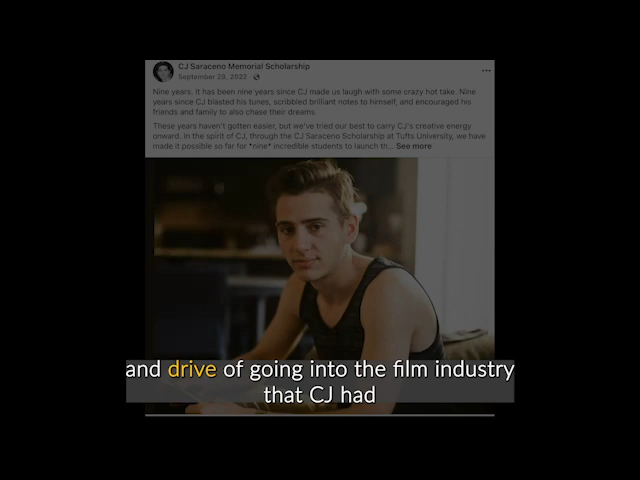 CJ Saraceno Memorial Scholarship
September 29, 2022 ·
Nine years. It has been nine years since CJ made us laugh with some crazy hot take. Nine
years since CJ blasted his tunes, scribbled brilliant notes to himself, and encouraged his
friends and family to also chase their dreams.
These years haven't gotten easier, but we've tried our best to carry CJ's creative energy
onward. In the spirit of CJ, through the CJ Saraceno Scholarship at Tufts University, we have
made it possible so far for *nine* incredible students to launch th... See more
and drive of going into the film industry
that CJ had